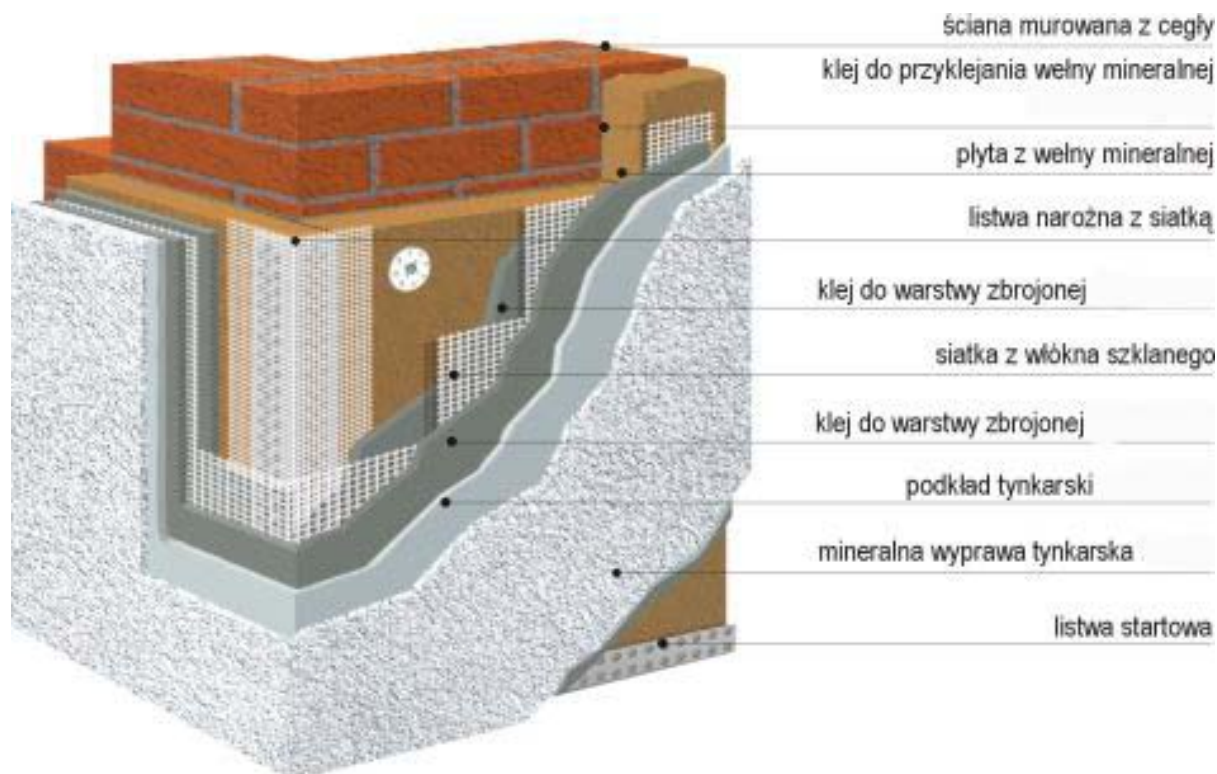 ściana murowana z cegły
klej do przyklejania wełny mineralnej
płyta z wełny mineralnej
listwa narożna z siatką
klej do warstwy zbrojonej
siatka z włókna szklanego
klej do warstwy zbrojonej
podkład tynkarski
mineralna wyprawa tynkarska
listwa startowa